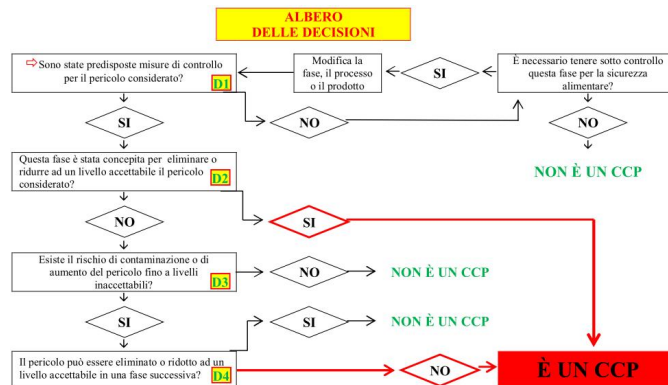 ALBERO
DELLE DECISIONI
Sono state predisposte misure di controllo
per il pericolo considerato?
D1
Modifica la
fase, il processo
o il prodotto
SI
È necessario tenere sotto controllo
questa fase per la sicurezza
alimentare?
SI
NO
NO
NON È UN CCP
Questa fase è stata concepita per eliminare o
ridurre ad un livello accettabile il pericolo
considerato?
D2
NO
SI
Esiste il rischio di contaminazione o di
aumento del pericolo fino a livelli
inaccettabili?
D3
NO
NON È UN CCP
SI
SI
NON È UN CCP
Il pericolo può essere eliminato o ridotto ad un
livello accettabile in una fase successiva?
D4
NO
È UN CCP